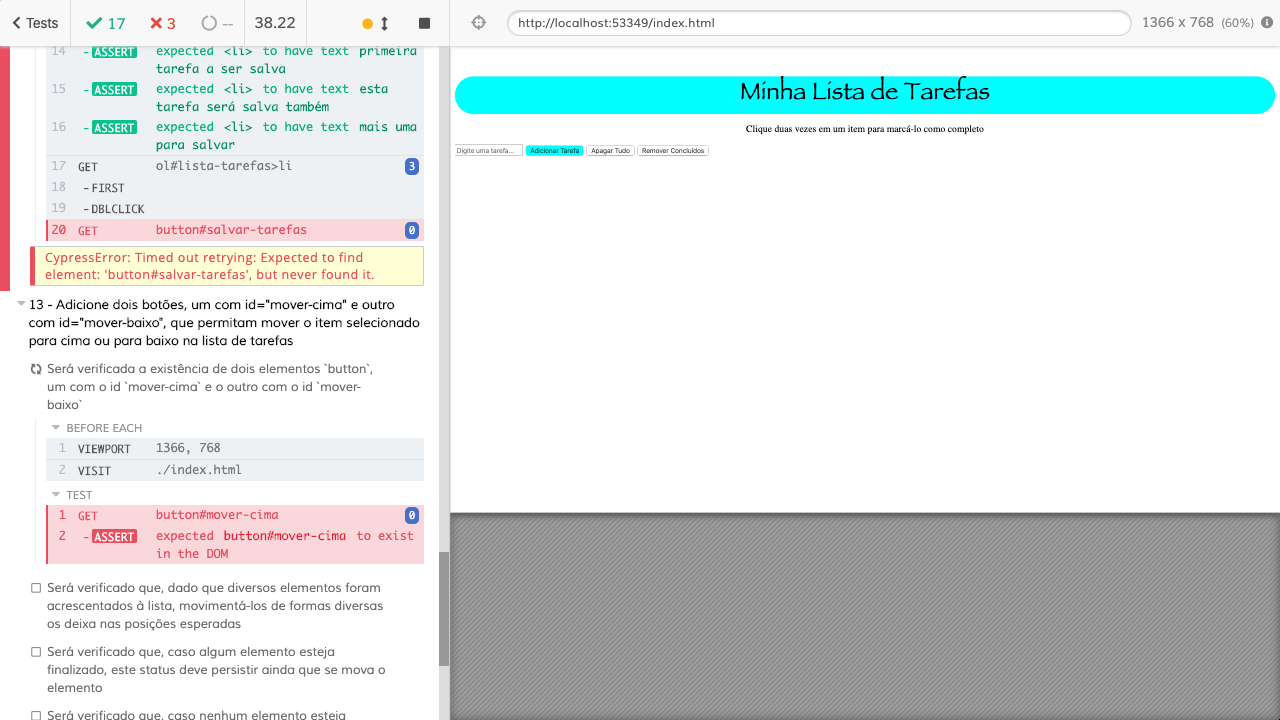 Tests
17
3
--
38.22
http://localhost:53349/index.html
1366 x 768 (60%)
14 - ASSERT expected <li> to have text primeira
tarefa a ser salva
15 - ASSERT expected <li> to have text esta
tarefa será salva também
16 - ASSERT expected <li> to have text mais uma
para salvar
17 GET ol#lista-tarefas>li 3
18 - FIRST
19 - DBLCLICK
20 GET button#salvar-tarefas 0
CypressError: Timed out retrying: Expected to find
element: 'button#salvar-tarefas', but never found it.
13 - Adicione dois botões, um com id="mover-cima" e outro
com id="mover-baixo", que permitam mover o item selecionado
para cima ou para baixo na lista de tarefas
Será verificada a existência de dois elementos `button`,
um com o id `mover-cima` e o outro com o id `mover-
baixo`
BEFORE EACH
1 VIEWPORT 1366, 768
2 VISIT ./index.html
TEST
1 GET button#mover-cima 0
2 - ASSERT expected button#mover-cima to exist
in the DOM
Será verificado que, dado que diversos elementos foram
acrescentados à lista, movimentá-los de formas diversas
os deixa nas posições esperadas
Será verificado que, caso algum elemento esteja
finalizado, este status deve persistir ainda que se mova o
elemento
Será verificado que, caso nenhum elemento esteja
Minha Lista de Tarefas
Clique duas vezes em um item para marcá-lo como completo
Digite uma tarefa... Adicionar Tarefa Apagar Tudo Remover Concluídos